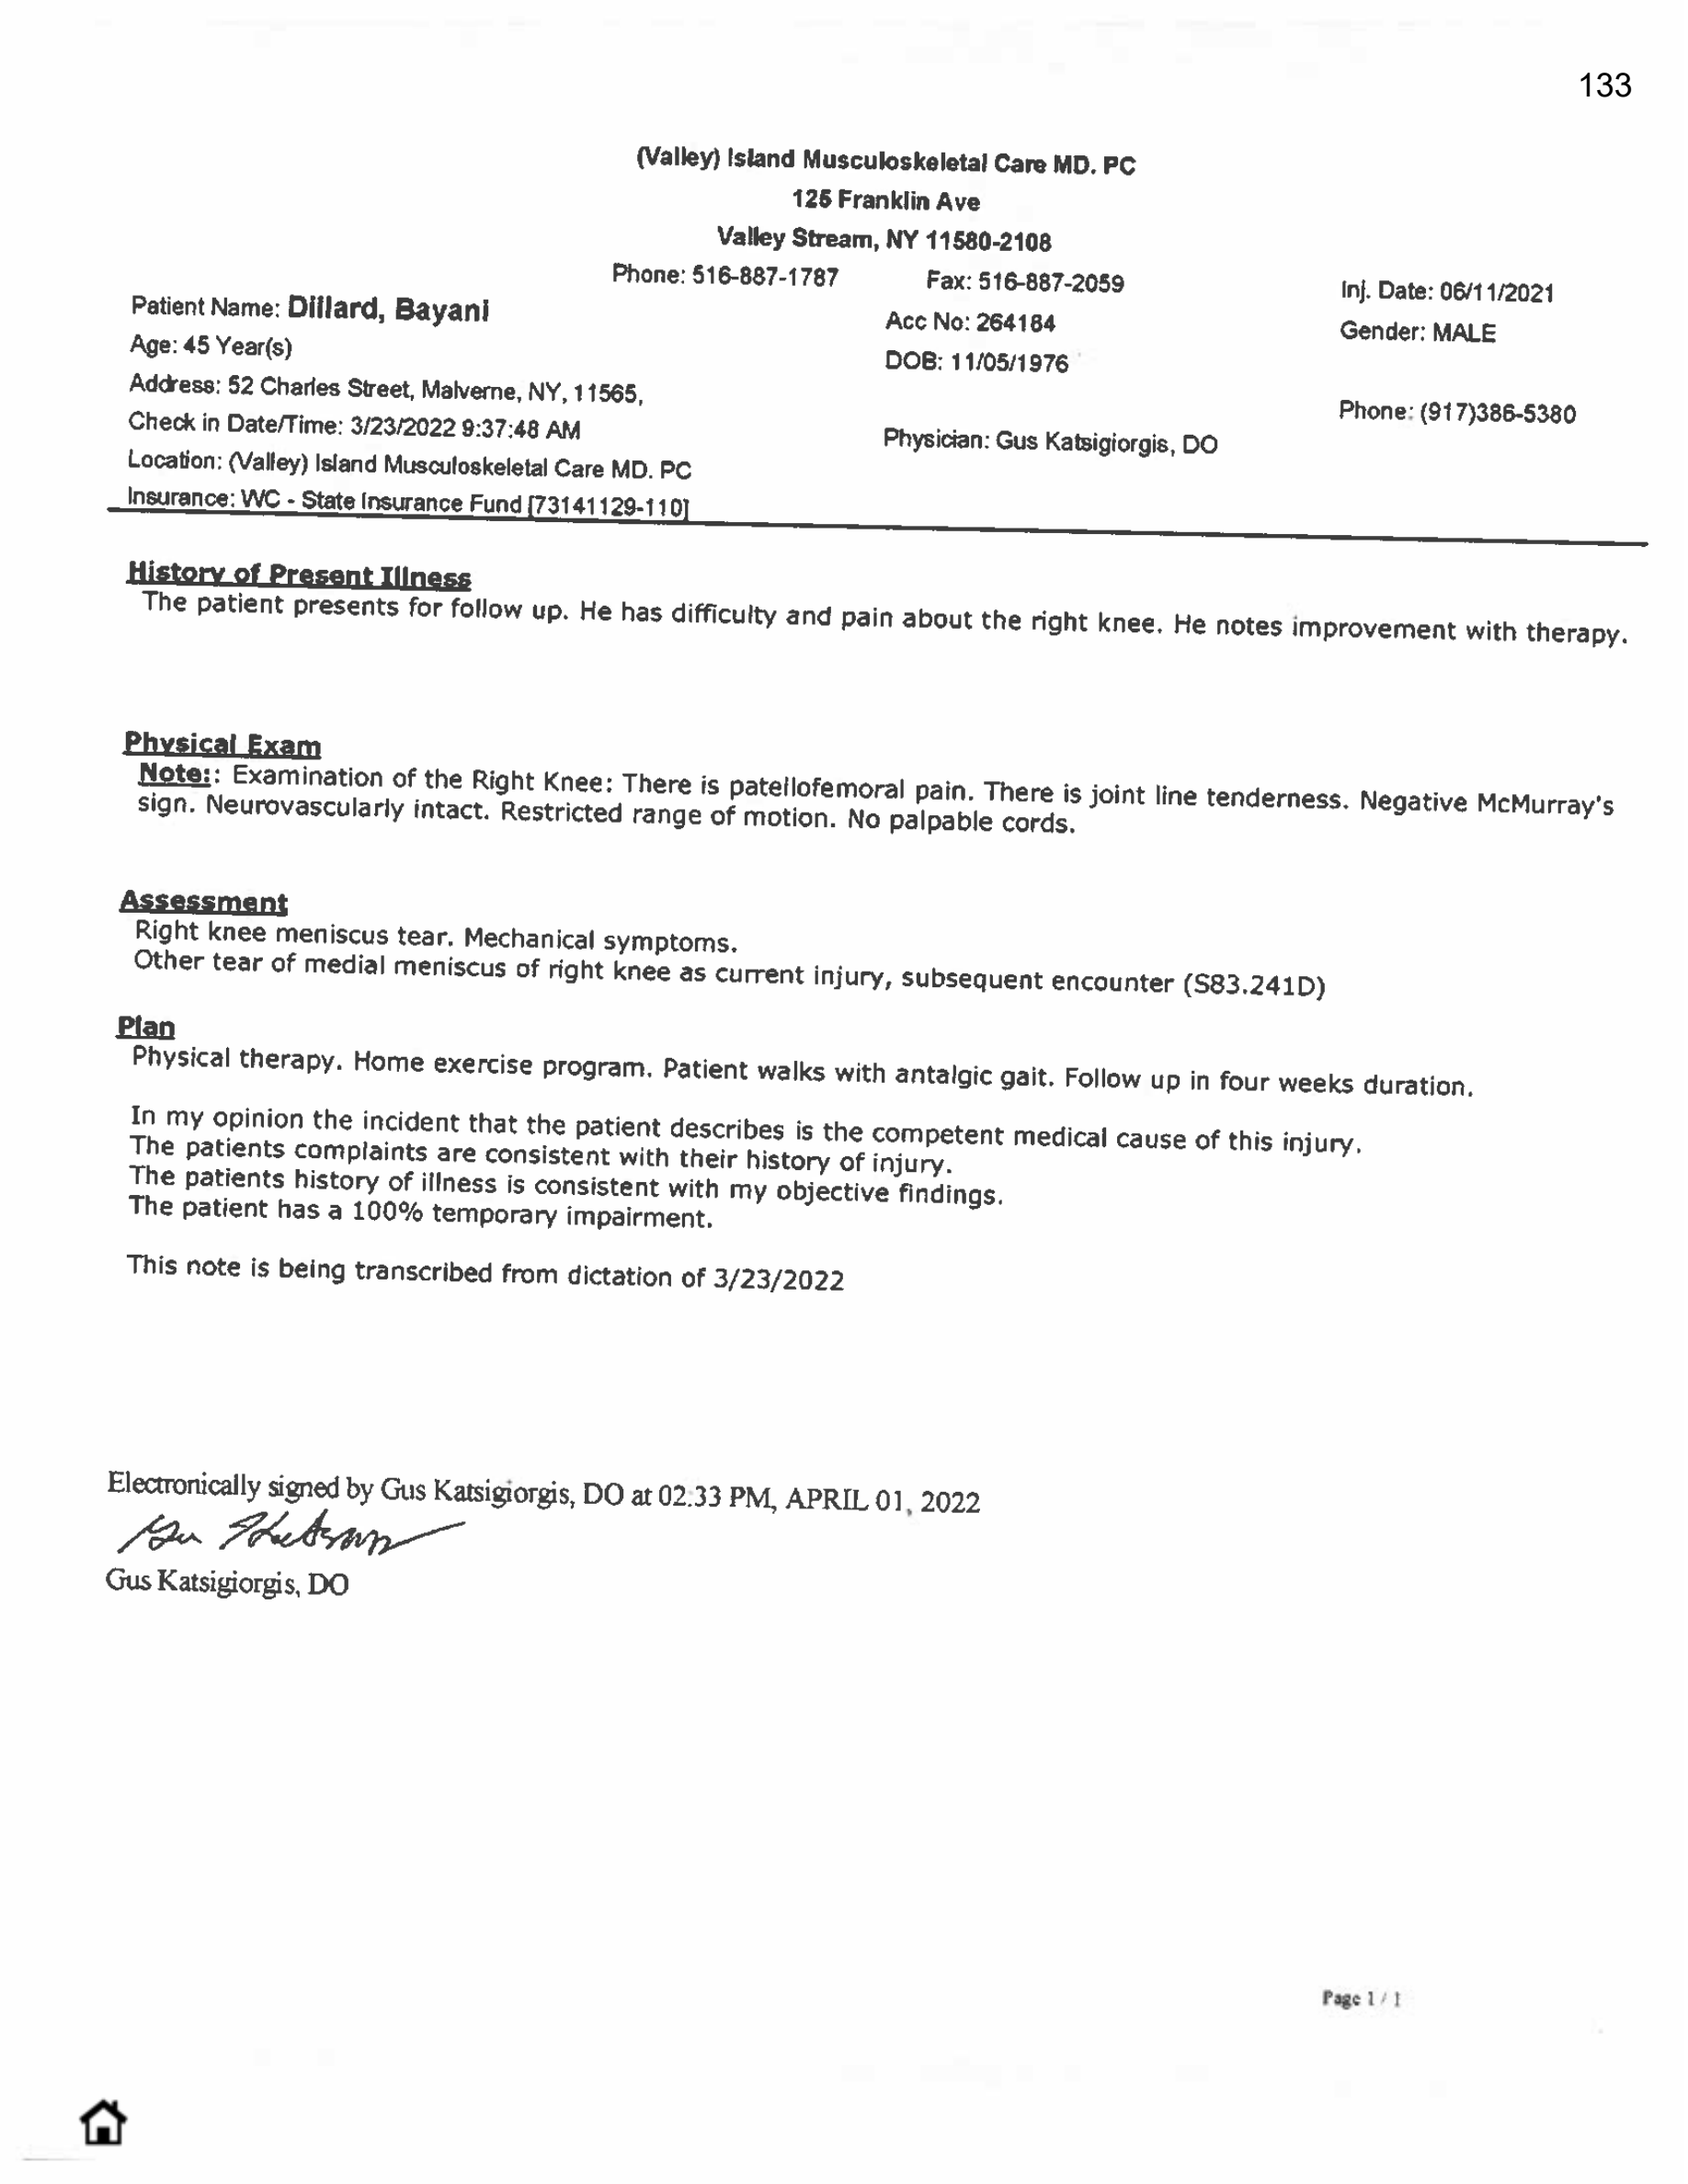 133
(Valley) Island Musculoskeletal Care MD. PC
125 Franklin Ave
Valley Stream, NY 11580-2108
Phone: 516-887-1787 Fax: 516-887-2059
Patient Name: Dillard, Bayani Acc No: 264184 Inj. Date: 06/11/2021
Age: 45 Year(s) DOB: 11/05/1976 Gender: MALE
Address: 52 Charles Street, Malverne, NY, 11565, Phone: (917)386-5380
Check in Date/Time: 3/23/2022 9:37:48 AM Physician: Gus Katsigiorgis, DO
Location: (Valley) Island Musculoskeletal Care MD. PC
Insurance: WC - State Insurance Fund [73141129-110]
History of Present Illness
The patient presents for follow up. He has difficulty and pain about the right knee. He notes improvement with therapy.
Physical Exam
Note:: Examination of the Right Knee: There is patellofemoral pain. There is joint line tenderness. Negative McMurray's
sign. Neurovascularly intact. Restricted range of motion. No palpable cords.
Assessment
Right knee meniscus tear. Mechanical symptoms.
Other tear of medial meniscus of right knee as current injury, subsequent encounter (S83.241D)
Plan
Physical therapy. Home exercise program. Patient walks with antalgic gait. Follow up in four weeks duration.
In my opinion the incident that the patient describes is the competent medical cause of this injury.
The patients complaints are consistent with their history of injury.
The patients history of illness is consistent with my objective findings.
The patient has a 100% temporary impairment.
This note is being transcribed from dictation of 3/23/2022
Electronically signed by Gus Katsigiorgis, DO at 02:33 PM, APRIL 01, 2022
Gus Katsigiorgis, DO
Page 1 / 1